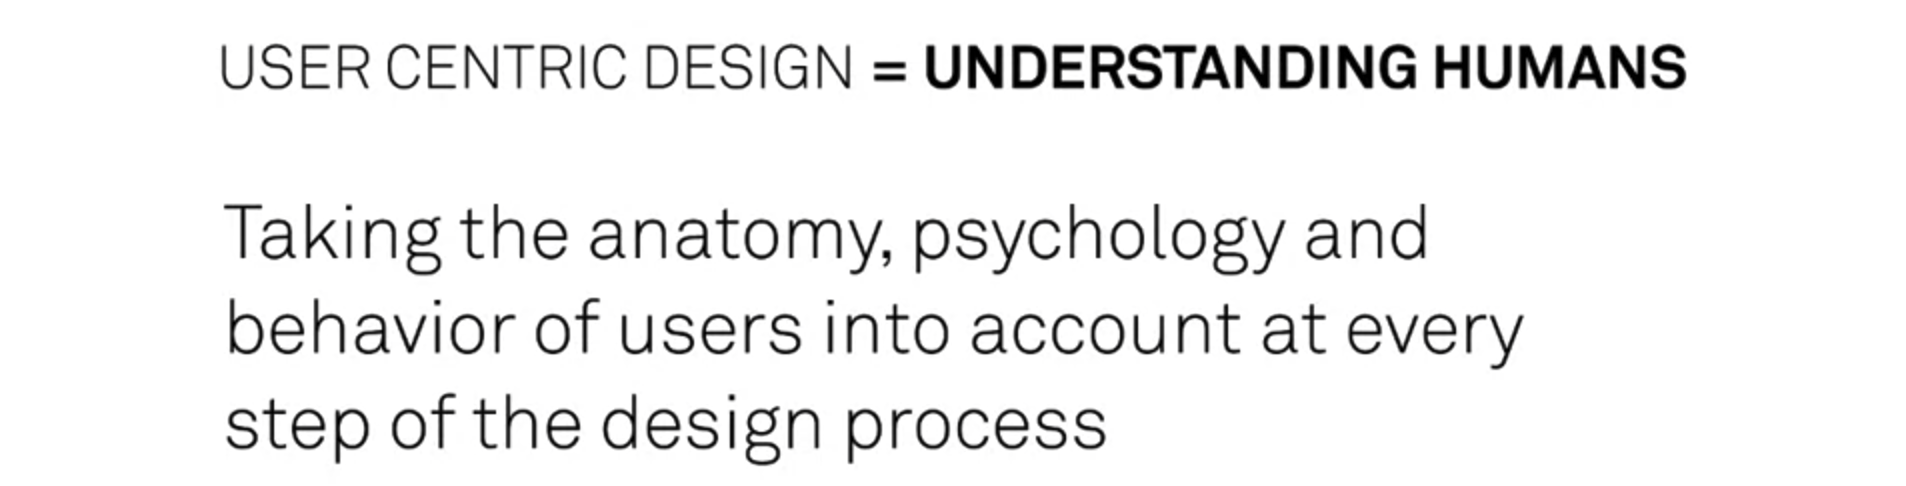 USER CENTRIC DESIGN = UNDERSTANDING HUMANS
Taking the anatomy, psychology and
behavior of users into account at every
step of the design process